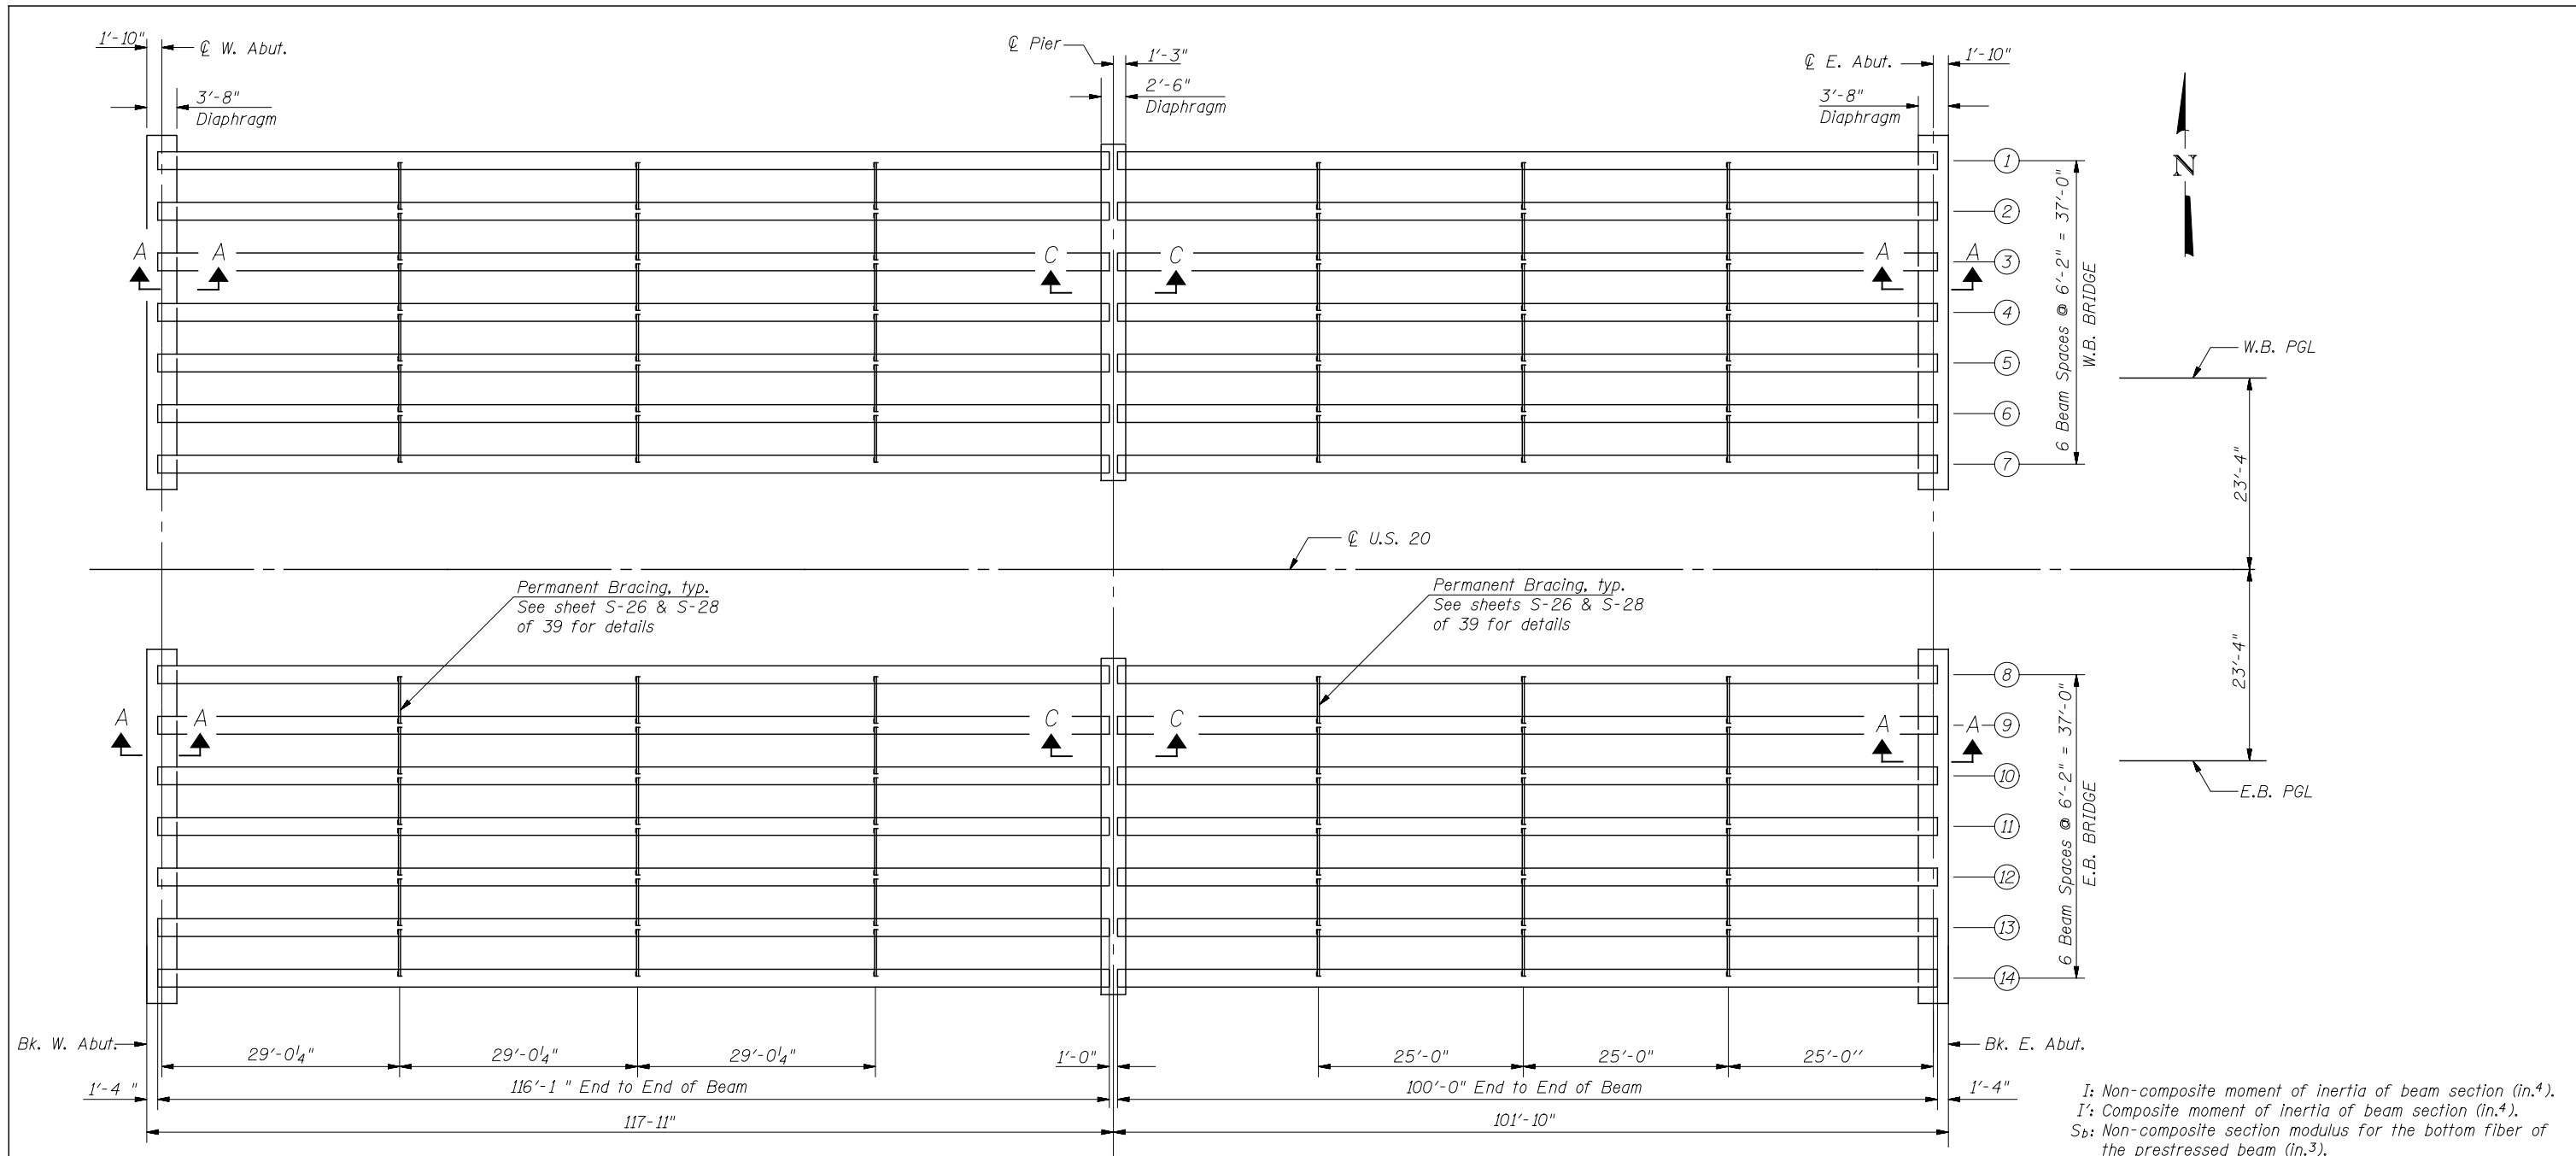 1'-10"
℄ W. Abut.
3'-8"
Diaphragm
℄ Pier
1'-3"
2'-6"
Diaphragm
℄ E. Abut.
1'-10"
3'-8"
Diaphragm
N
A
A
C
C
A
A
1
2
3
4
5
6
7
6 Beam Spaces @ 6'-2" = 37'-0"
W.B. BRIDGE
W.B. PGL
23'-4"
℄ U.S. 20
23'-4"
E.B. PGL
Permanent Bracing, typ.
See sheet S-26 & S-28
of 39 for details
Permanent Bracing, typ.
See sheets S-26 & S-28
of 39 for details
A
A
C
C
A
A
8
9
10
11
12
13
14
6 Beam Spaces @ 6'-2" = 37'-0"
E.B. BRIDGE
Bk. W. Abut.
29'-0¼"
29'-0¼"
29'-0¼"
1'-0"
25'-0"
25'-0"
25'-0''
Bk. E. Abut.
1'-4 "
116'-1 " End to End of Beam
100'-0" End to End of Beam
1'-4"
117-11"
101'-10"
I: Non-composite moment of inertia of beam section (in.⁴).
I': Composite moment of inertia of beam section (in.⁴).
Sb: Non-composite section modulus for the bottom fiber of
the prestressed beam (in.³).